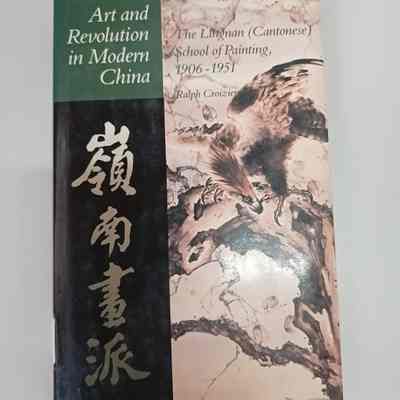 Art and
Revolution
in Modern
China
The Lingnan (Cantonese)
School of Painting,
1906-1951
Ralph Croizier
嶺南畫派